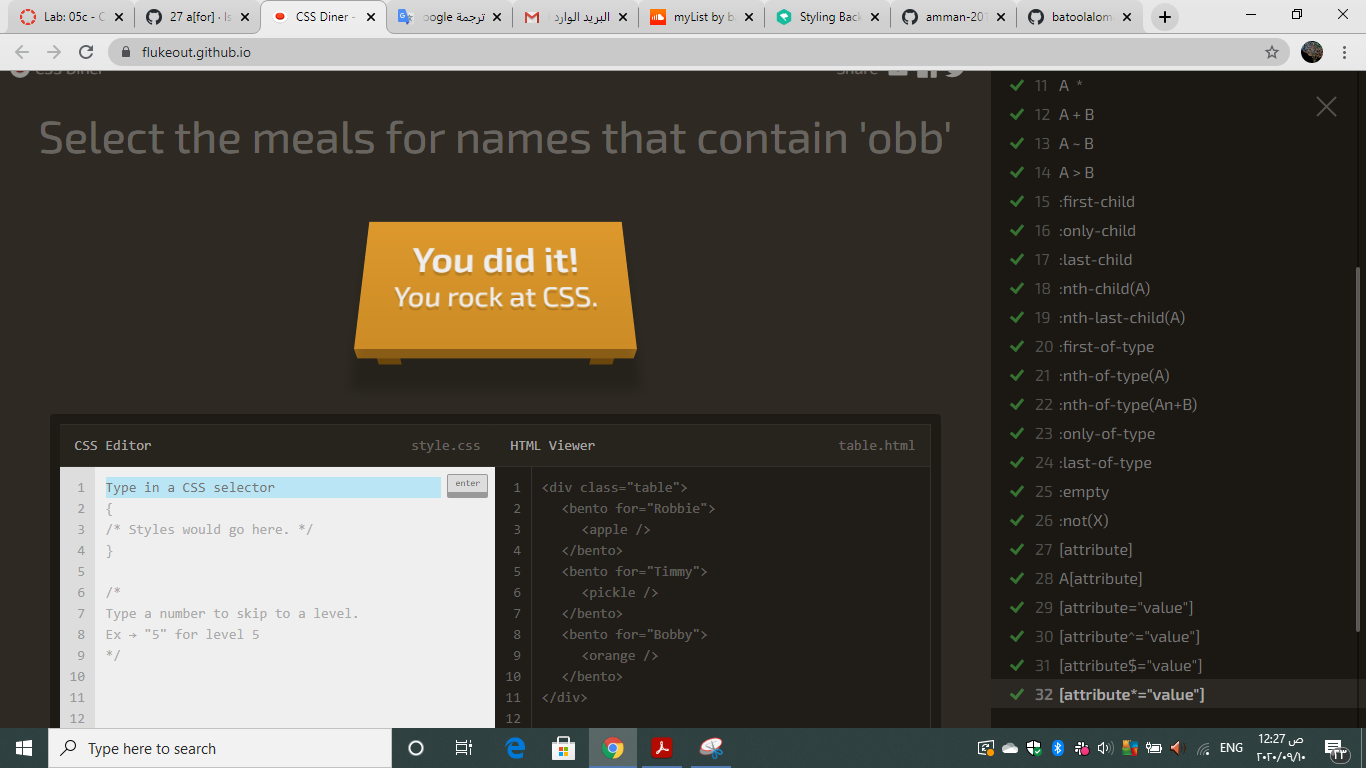 Lab: 05c - C
27 a[for] · Is
CSS Diner -
ترجمة Google
البريد الوارد
myList by b
Styling Back
amman-201
batoolalom
flukeout.github.io
CSS Diner
Share
Select the meals for names that contain 'obb'
You did it!
You rock at CSS.
CSS Editor
style.css
1 Type in a CSS selector
enter
2 {
3 /* Styles would go here. */
4 }
5
6 /*
7 Type a number to skip to a level.
8 Ex → "5" for level 5
9 */
10
11
12
HTML Viewer
table.html
1 <div class="table">
2 <bento for="Robbie">
3 <apple />
4 </bento>
5 <bento for="Timmy">
6 <pickle />
7 </bento>
8 <bento for="Bobby">
9 <orange />
10 </bento>
11 </div>
12
11 A *
12 A + B
13 A ~ B
14 A > B
15 :first-child
16 :only-child
17 :last-child
18 :nth-child(A)
19 :nth-last-child(A)
20 :first-of-type
21 :nth-of-type(A)
22 :nth-of-type(An+B)
23 :only-of-type
24 :last-of-type
25 :empty
26 :not(X)
27 [attribute]
28 A[attribute]
29 [attribute="value"]
30 [attribute^="value"]
31 [attribute$="value"]
32 [attribute*="value"]
Type here to search
ENG
12:27 ص
٢٠٢٠/٠٩/١٠
٢٣